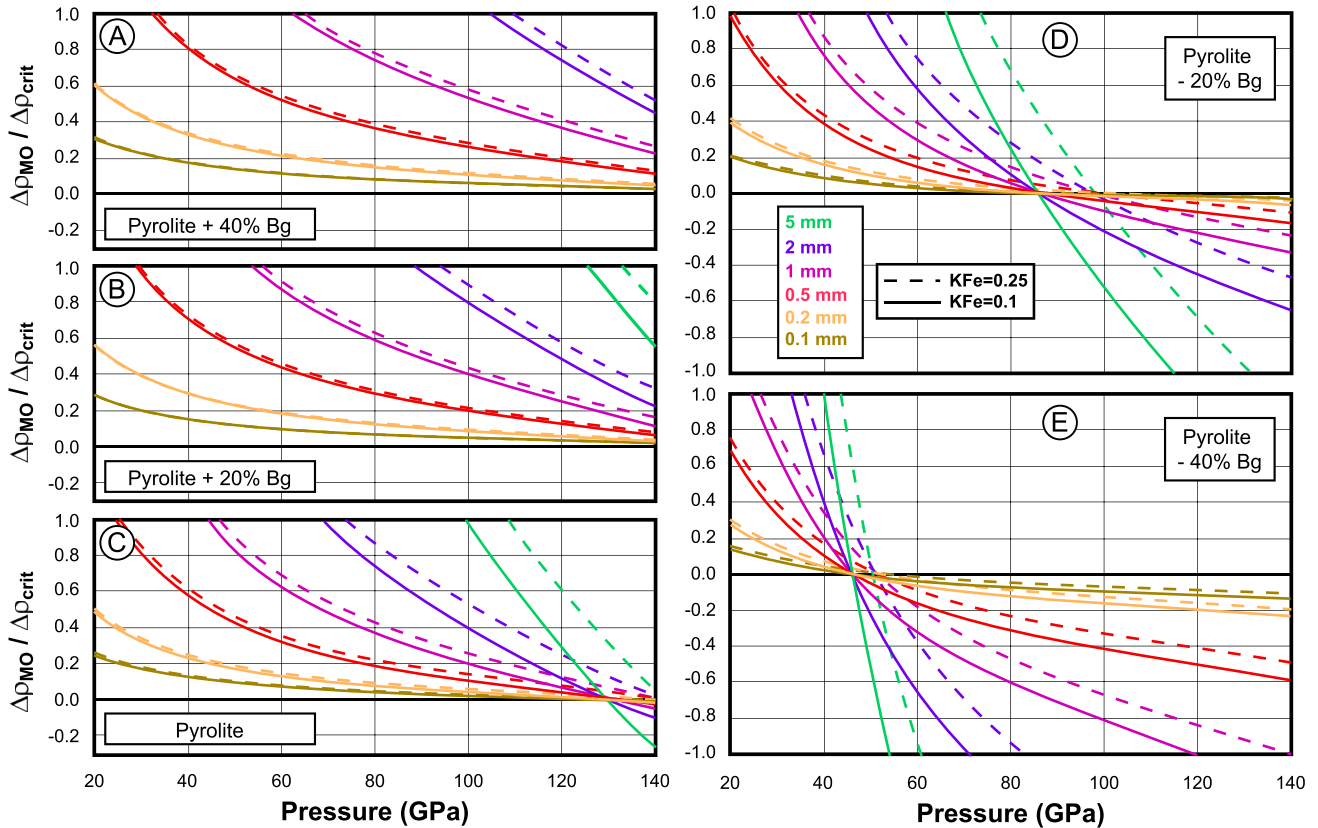 A
1.0
0.8
0.6
0.4
0.2
0.0
-0.2
ΔρMO / Δρcrit
Pyrolite + 40% Bg
B
1.0
0.8
0.6
0.4
0.2
0.0
-0.2
ΔρMO / Δρcrit
Pyrolite + 20% Bg
C
1.0
0.8
0.6
0.4
0.2
0.0
-0.2
ΔρMO / Δρcrit
Pyrolite
20 40 60 80 100 120 140
Pressure (GPa)
D
Pyrolite
- 20% Bg
1.0
0.8
0.6
0.4
0.2
0.0
-0.2
-0.4
-0.6
-0.8
-1.0
5 mm
2 mm
1 mm
0.5 mm
0.2 mm
0.1 mm
KFe=0.25
KFe=0.1
E
Pyrolite
- 40% Bg
1.0
0.8
0.6
0.4
0.2
0.0
-0.2
-0.4
-0.6
-0.8
-1.0
20 40 60 80 100 120 140
Pressure (GPa)